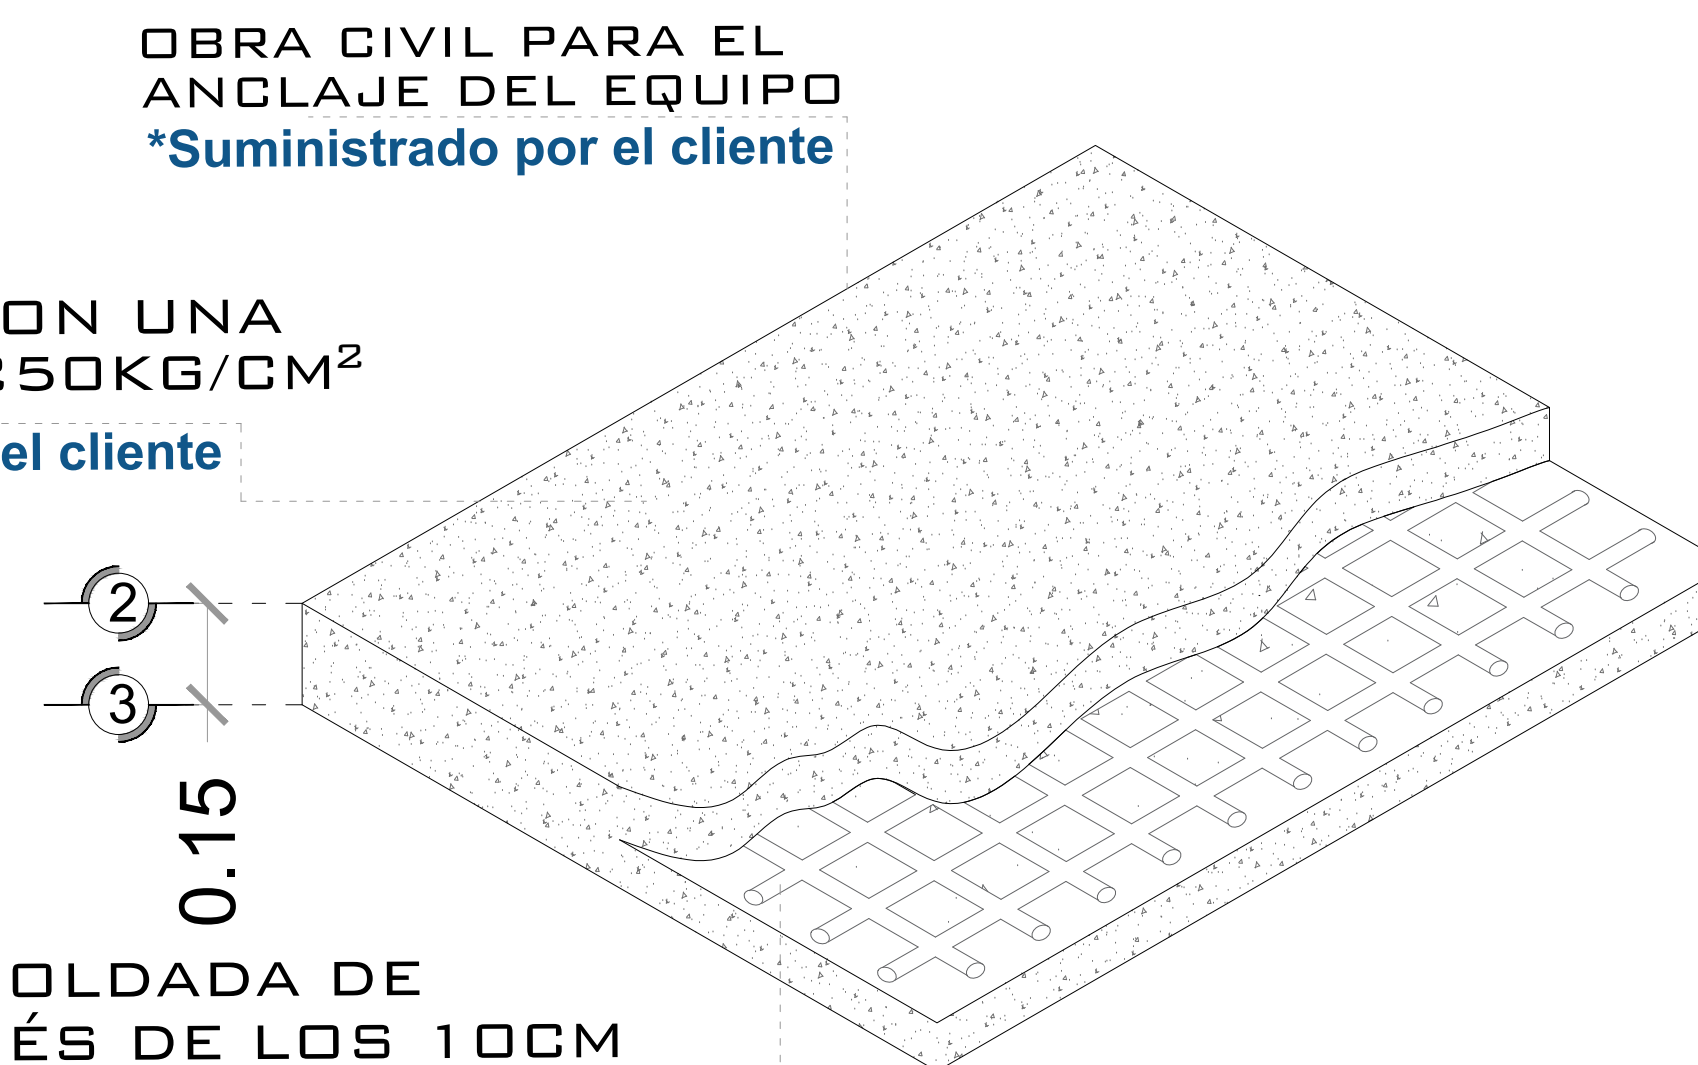 OBRA CIVIL PARA EL
ANCLAJE DEL EQUIPO
*Suministrado por el cliente
ON UNA
250KG/CM²
el cliente
2
3
0.15
OLDADA DE
ÉS DE LOS 10CM